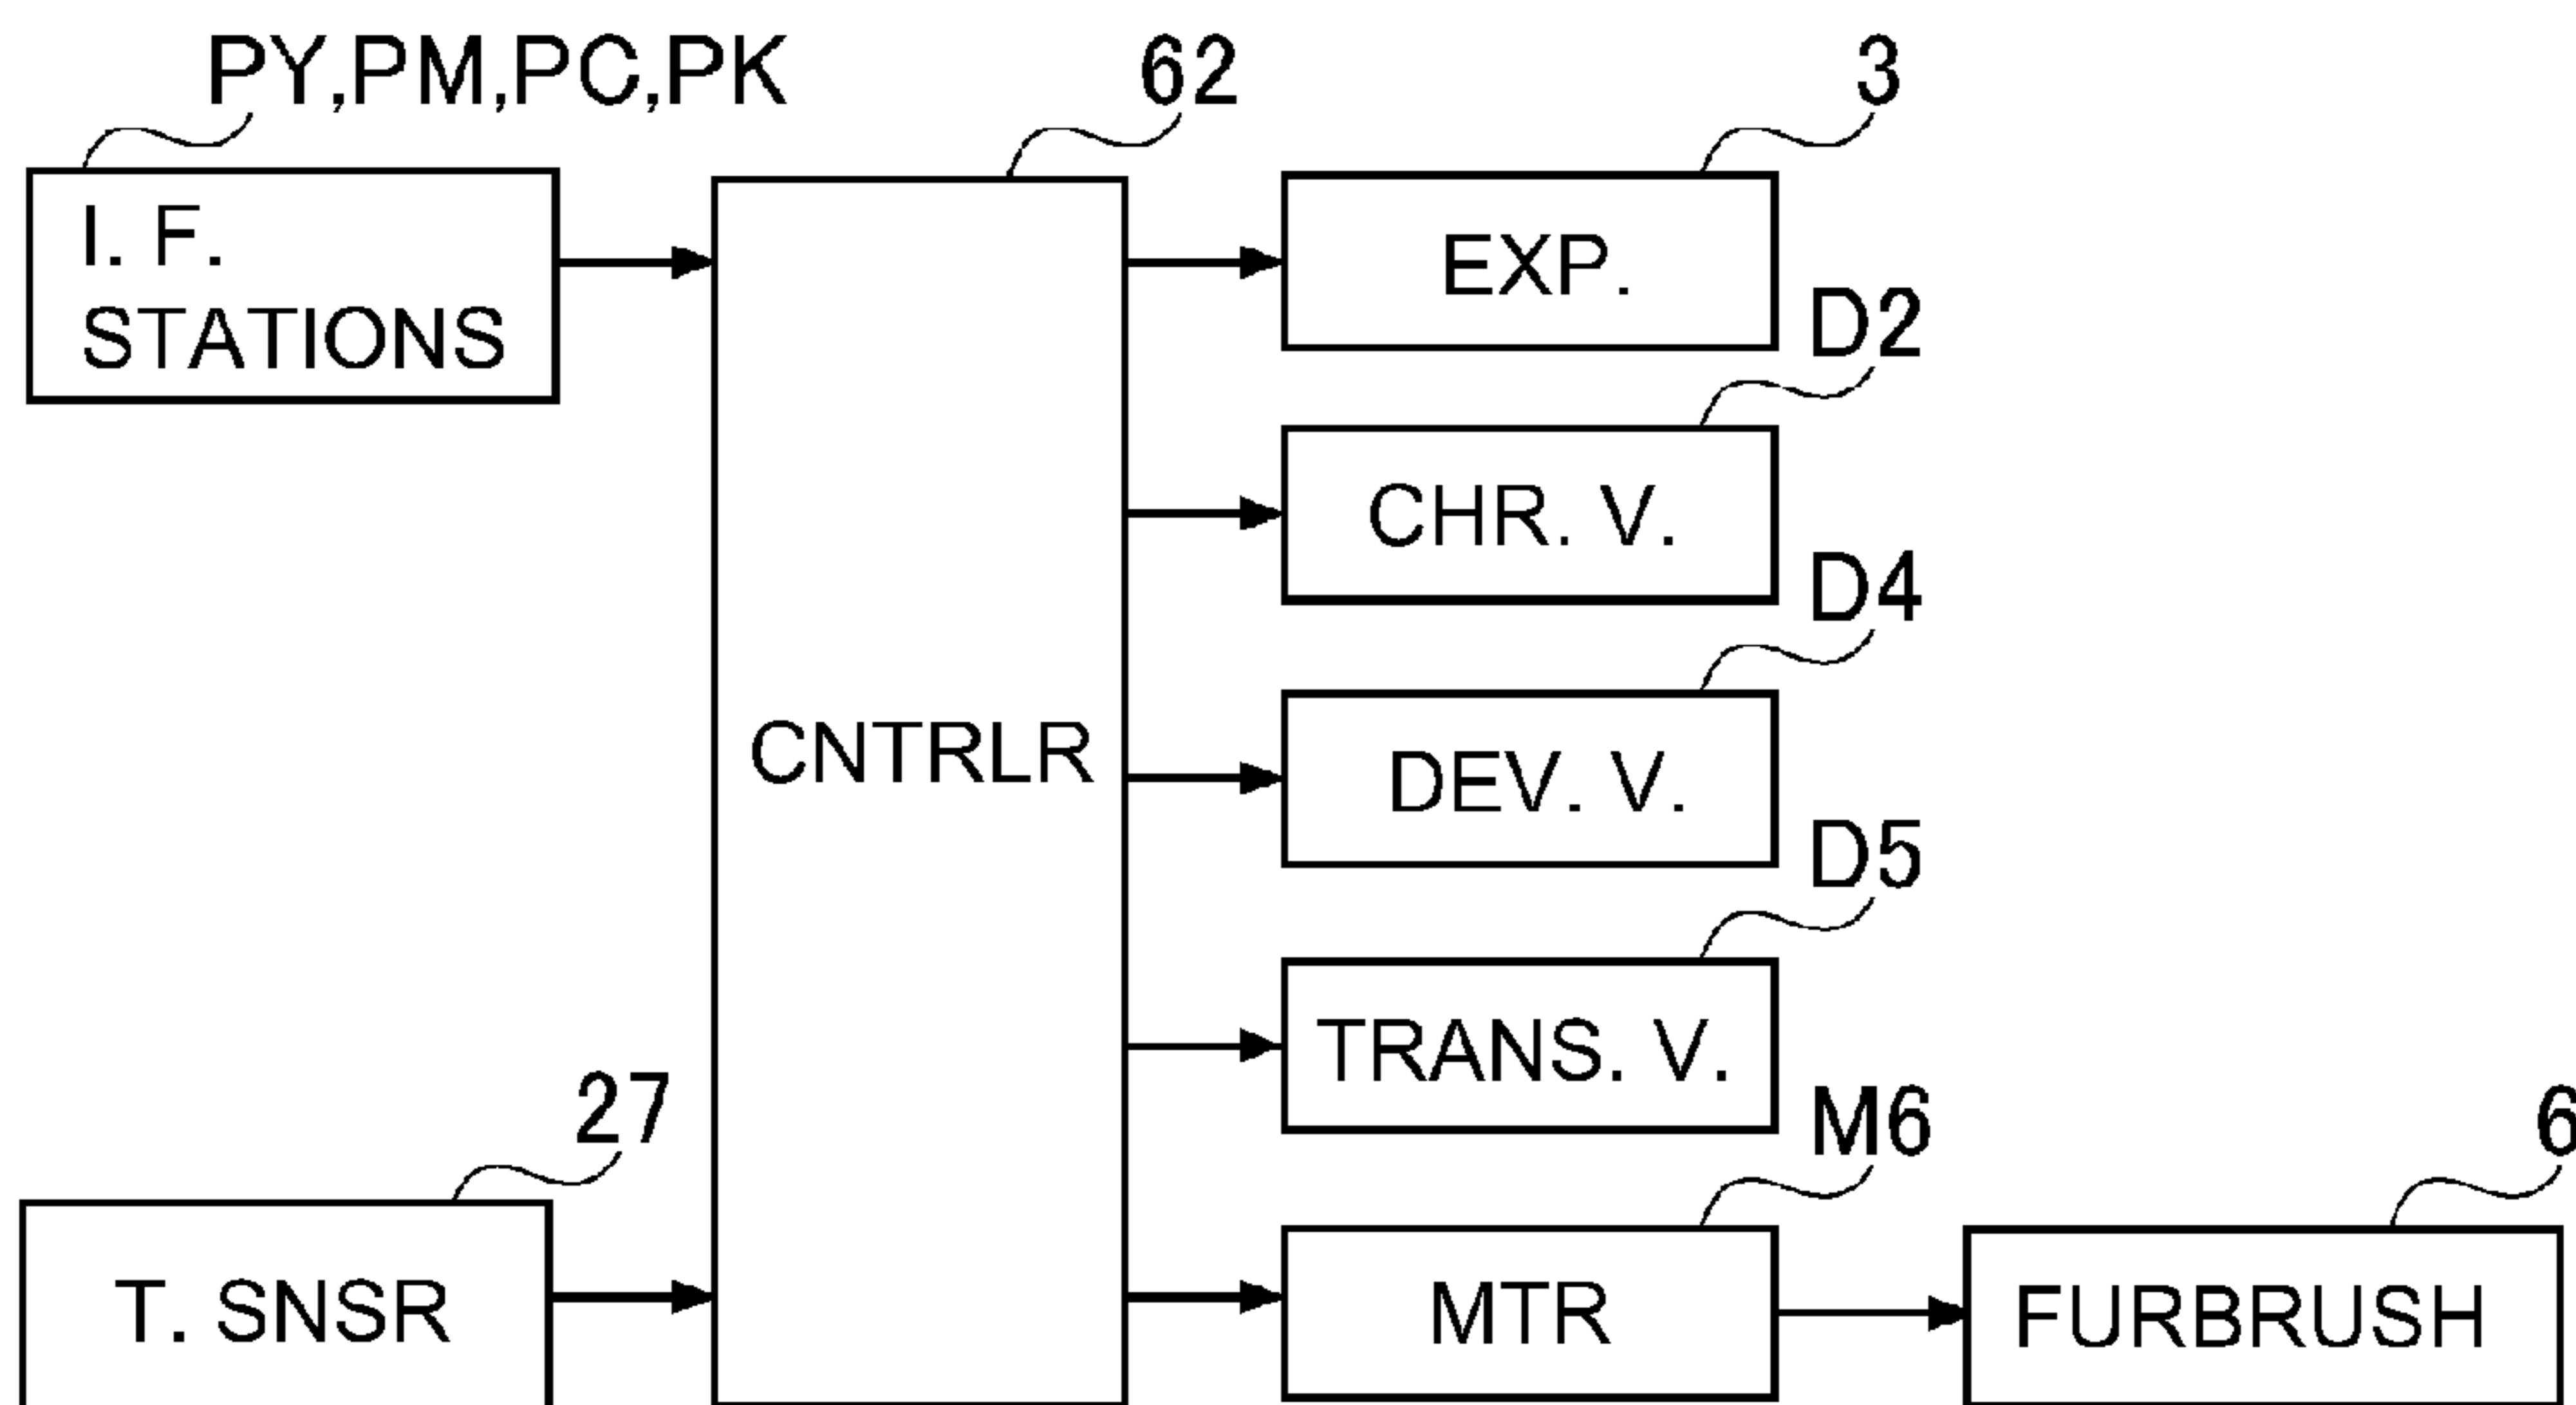 PY,PM,PC,PK
62
3
I. F.
STATIONS
EXP.
D2
CHR. V.
D4
CNTRLR
DEV. V.
D5
TRANS. V.
27
M6
6
T. SNSR
MTR
FURBRUSH